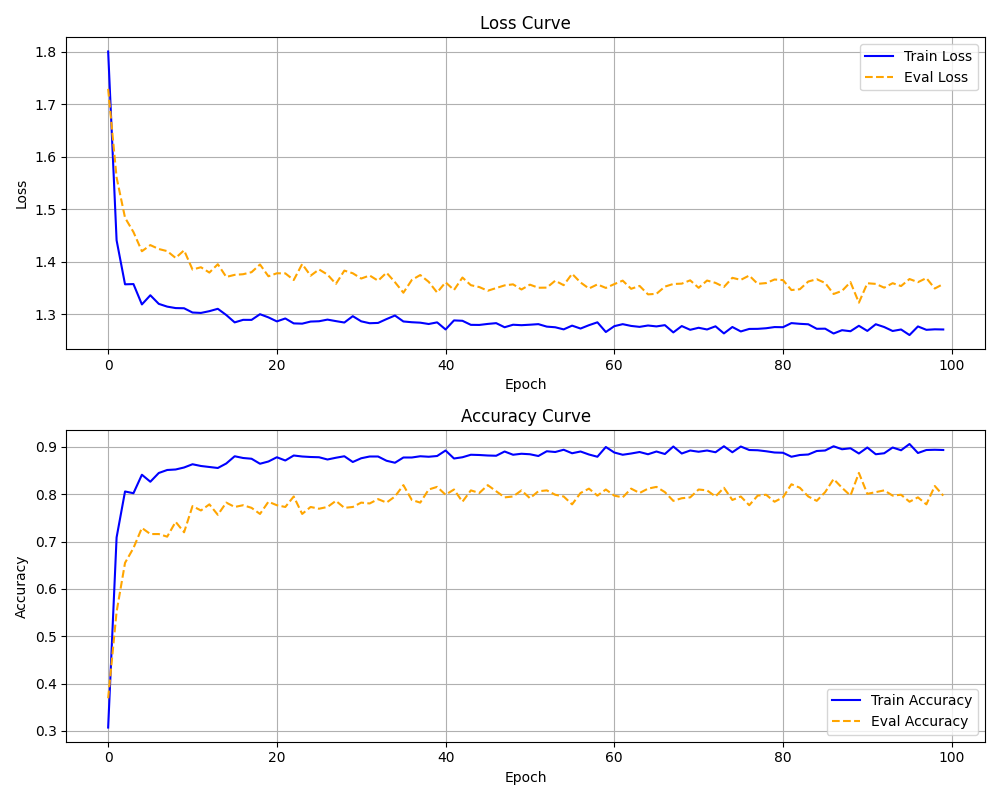 Loss Curve
1.8
1.7
1.6
1.5
1.4
1.3
Loss
Train Loss
Eval Loss
0 20 40 60 80 100
Epoch
Accuracy Curve
0.9
0.8
0.7
0.6
0.5
0.4
0.3
Accuracy
Train Accuracy
Eval Accuracy
0 20 40 60 80 100
Epoch